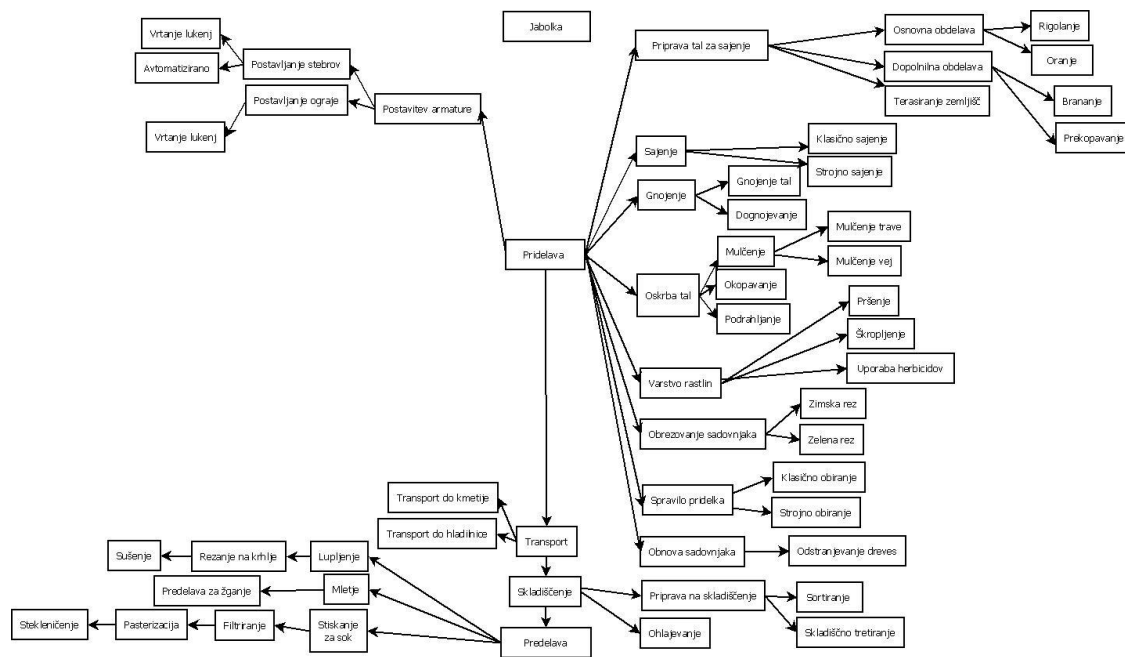 Jabolka
Vrtanje lukenj
Avtomatizirano
Postavljanje stebrov
Postavljanje ograje
Vrtanje lukenj
Postavitev armature
Pridelava
Priprava tal za sajenje
Osnovna obdelava
Rigolanje
Oranje
Dopolnilna obdelava
Brananje
Prekopavanje
Terasiranje zemljišč
Sajenje
Klasično sajenje
Strojno sajenje
Gnojenje
Gnojenje tal
Dognojevanje
Oskrba tal
Mulčenje
Mulčenje trave
Mulčenje vej
Okopavanje
Podrahljanje
Varstvo rastlin
Pršenje
Škropljenje
Uporaba herbicidov
Obrezovanje sadovnjaka
Zimska rez
Zelena rez
Spravilo pridelka
Klasično obiranje
Strojno obiranje
Obnova sadovnjaka
Odstranjevanje dreves
Transport do kmetije
Transport do hladilnice
Transport
Skladiščenje
Priprava na skladiščenje
Sortiranje
Skladiščno tretiranje
Ohlajevanje
Predelava
Lupljenje
Rezanje na krhlje
Sušenje
Mletje
Predelava za žganje
Stiskanje
za sok
Filtriranje
Pasterizacija
Stekleničenje